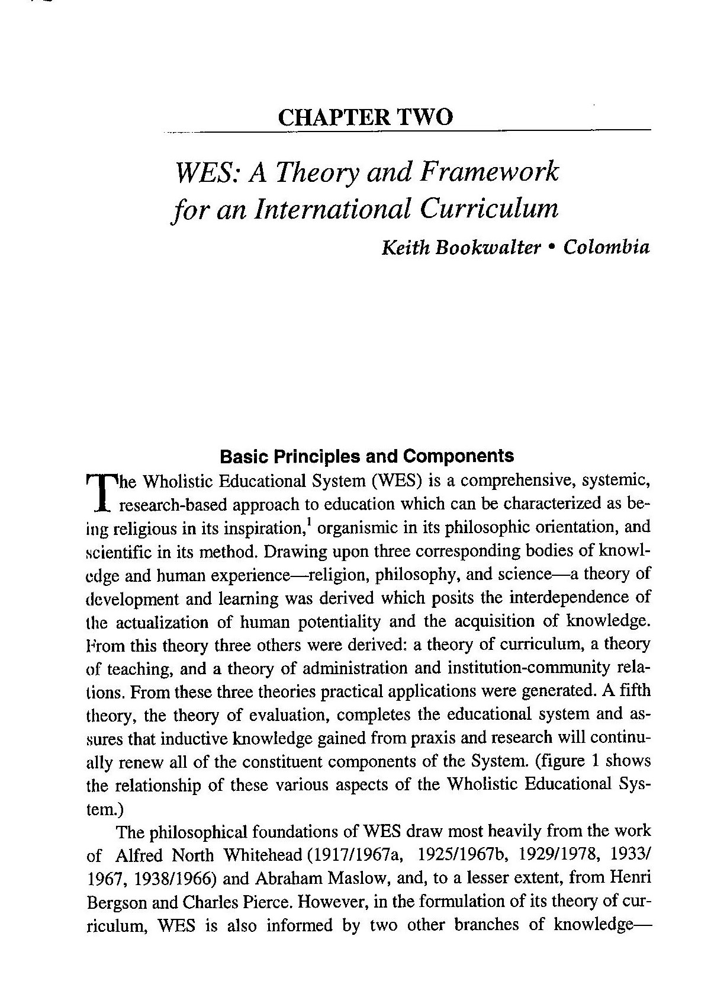 CHAPTER TWO
WES: A Theory and Framework
for an International Curriculum
Keith Bookwalter • Colombia
Basic Principles and Components
The Wholistic Educational System (WES) is a comprehensive, systemic,
research-based approach to education which can be characterized as be-
ing religious in its inspiration,¹ organismic in its philosophic orientation, and
scientific in its method. Drawing upon three corresponding bodies of knowl-
edge and human experience—religion, philosophy, and science—a theory of
development and learning was derived which posits the interdependence of
the actualization of human potentiality and the acquisition of knowledge.
From this theory three others were derived: a theory of curriculum, a theory
of teaching, and a theory of administration and institution-community rela-
tions. From these three theories practical applications were generated. A fifth
theory, the theory of evaluation, completes the educational system and as-
sures that inductive knowledge gained from praxis and research will continu-
ally renew all of the constituent components of the System. (figure 1 shows
the relationship of these various aspects of the Wholistic Educational Sys-
tem.)
The philosophical foundations of WES draw most heavily from the work
of Alfred North Whitehead (1917/1967a, 1925/1967b, 1929/1978, 1933/
1967, 1938/1966) and Abraham Maslow, and, to a lesser extent, from Henri
Bergson and Charles Pierce. However, in the formulation of its theory of cur-
riculum, WES is also informed by two other branches of knowledge—